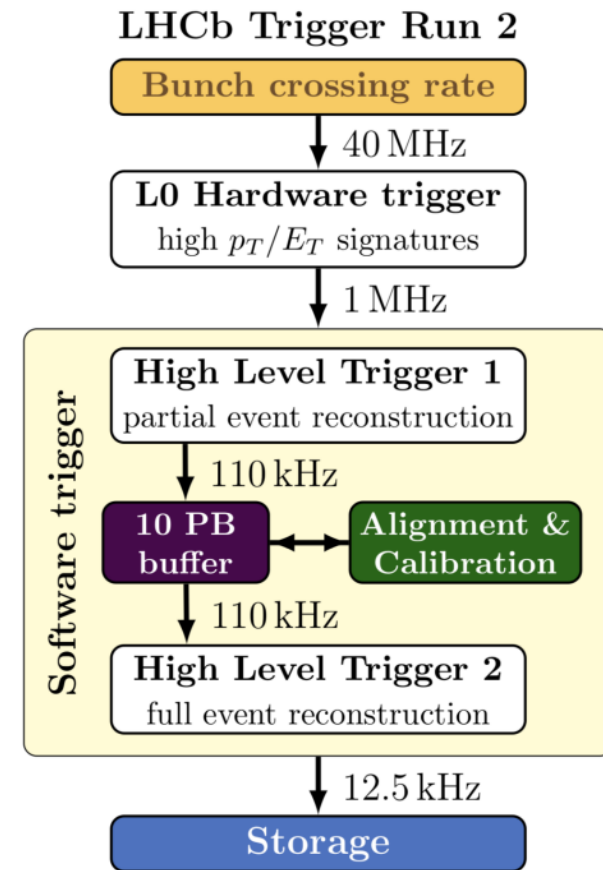 LHCb Trigger Run 2
Bunch crossing rate
40 MHz
L0 Hardware trigger
high p_T/E_T signatures
1 MHz
Software trigger
High Level Trigger 1
partial event reconstruction
110 kHz
10 PB
buffer
Alignment &
Calibration
110 kHz
High Level Trigger 2
full event reconstruction
12.5 kHz
Storage